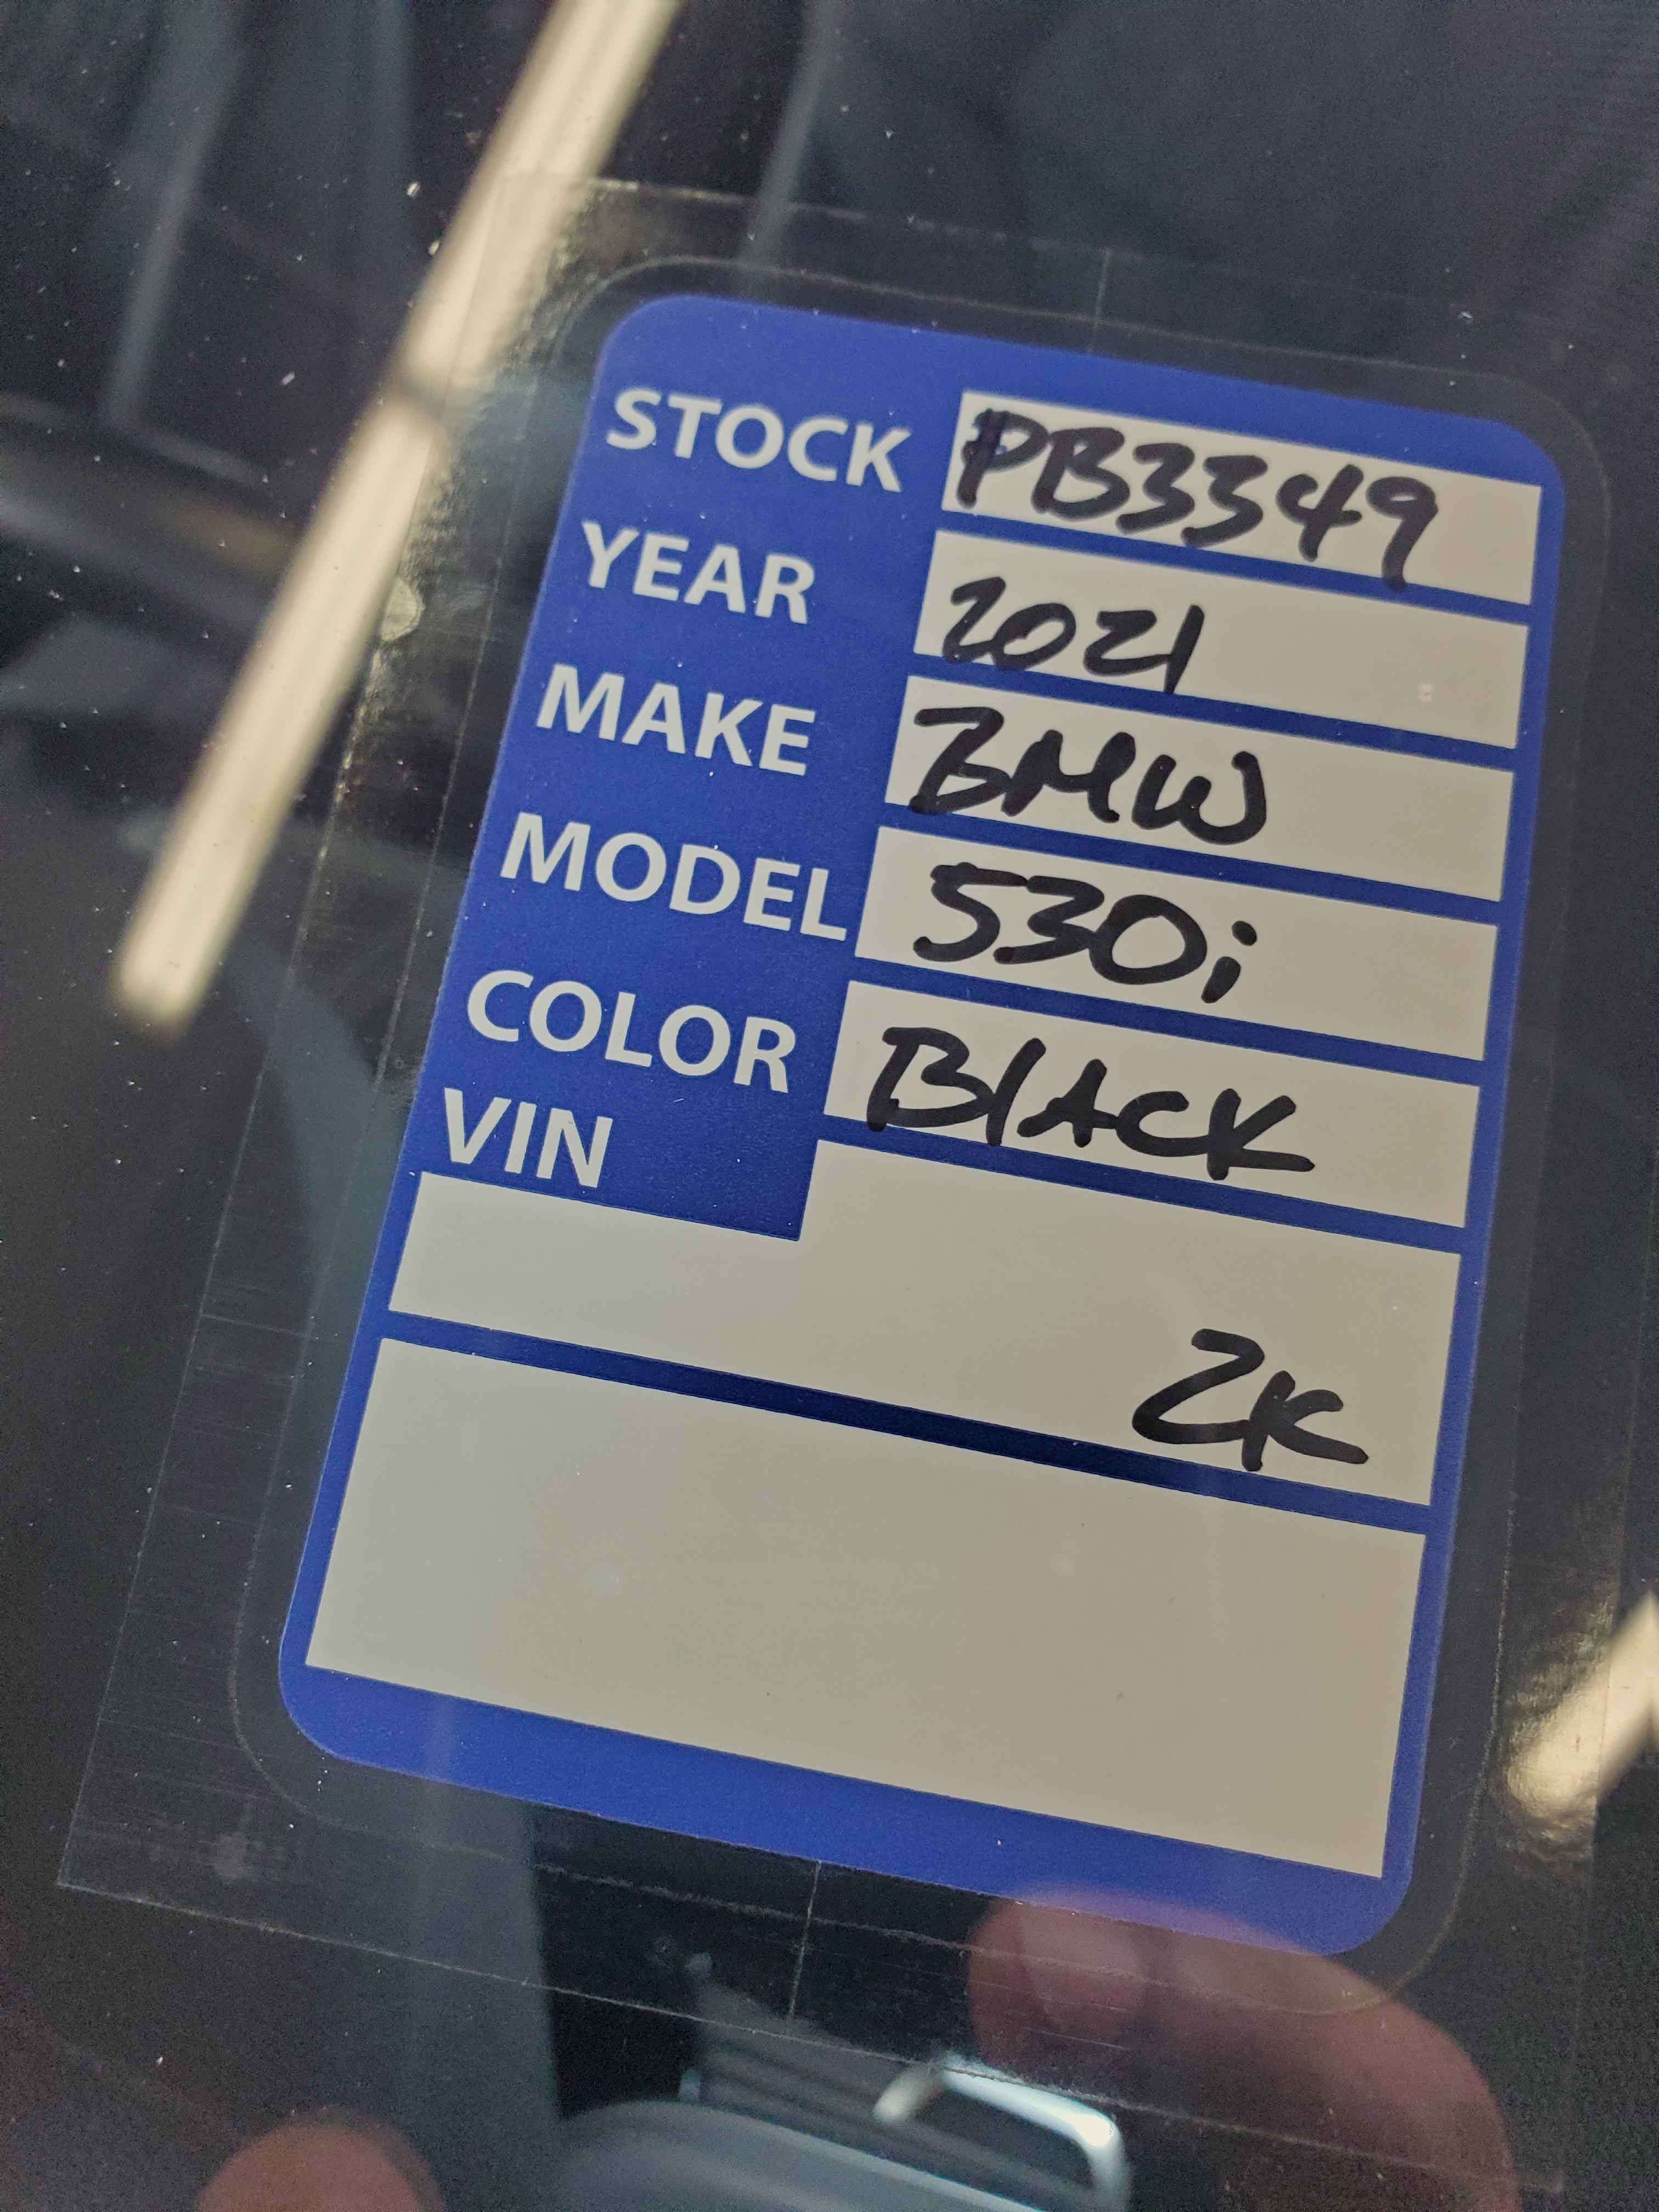 STOCK PB3349
YEAR 2021
MAKE BMW
MODEL 530i
COLOR BlACK
VIN
2K